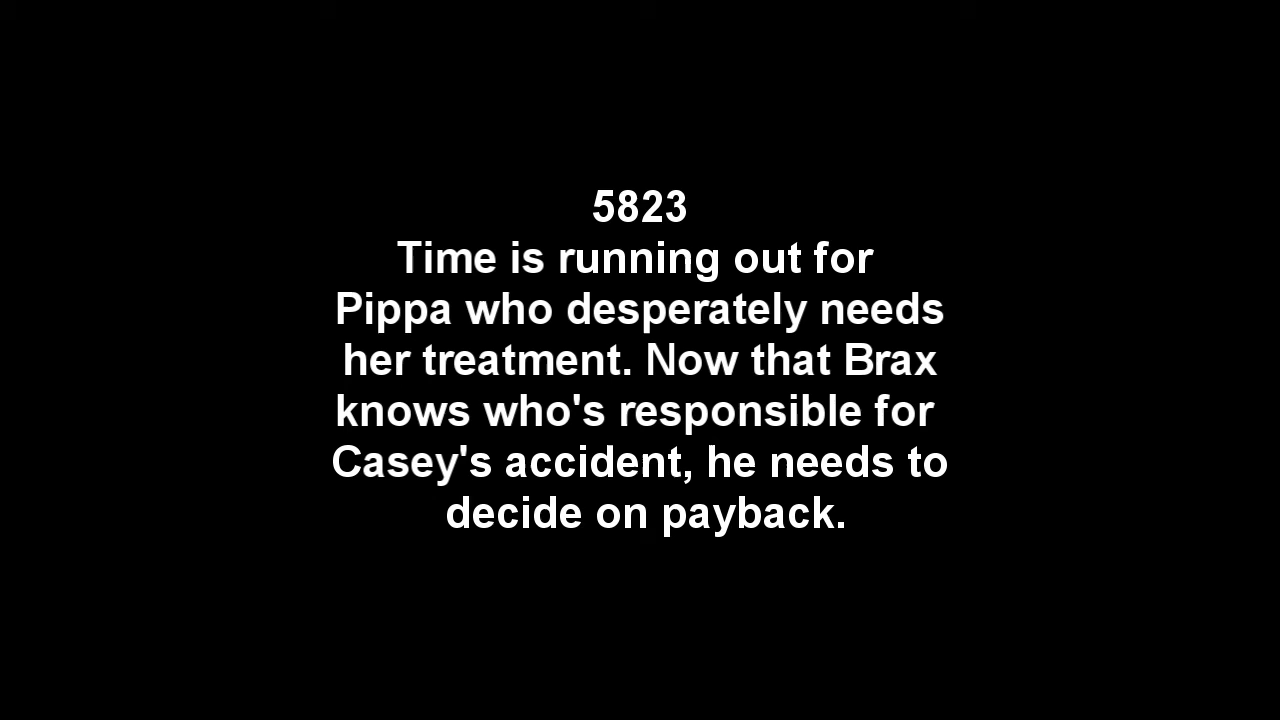 5823
Time is running out for
Pippa who desperately needs
her treatment. Now that Brax
knows who's responsible for
Casey's accident, he needs to
decide on payback.